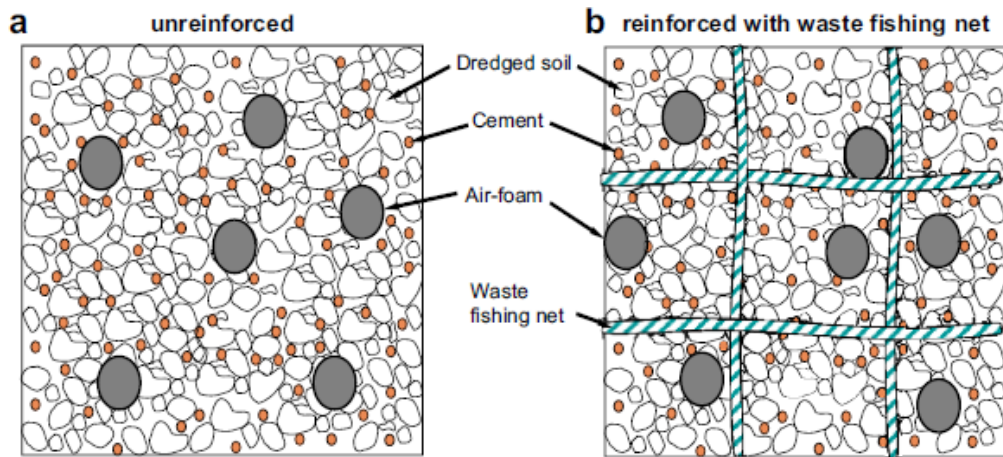 a
unreinforced
b
reinforced with waste fishing net
Dredged soil
Cement
Air-foam
Waste
fishing net